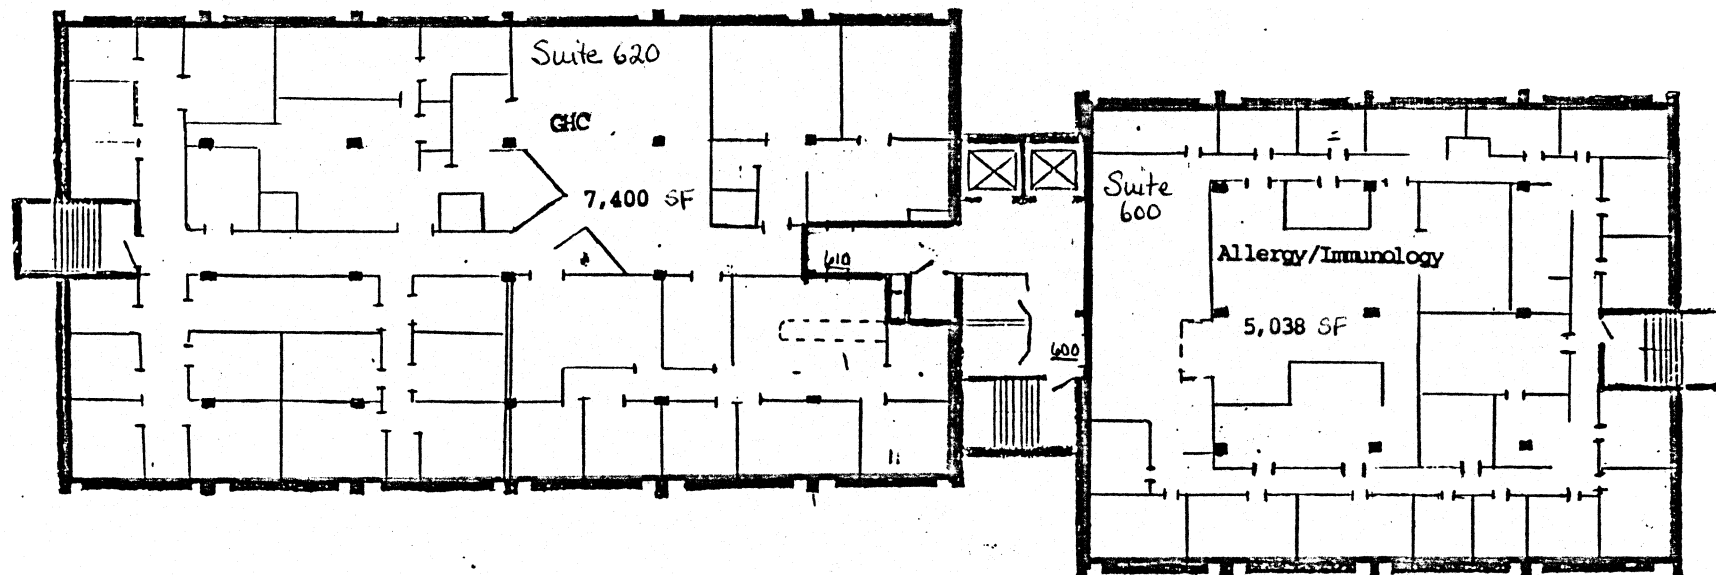 Suite 620
GHC
7,400 SF
610
600
Suite
600
Allergy/Immunology
5,038 SF